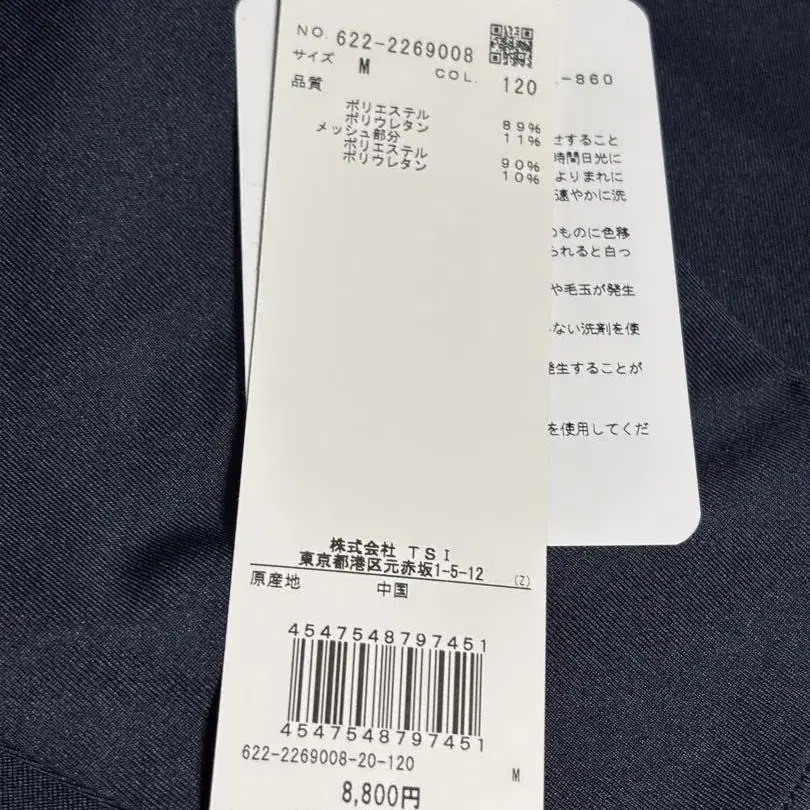 NO. 622-2269008
サイズ M COL. 120
品質
ポリエステル 89%
ポリウレタン 11%
メッシュ部分
ポリエステル 90%
ポリウレタン 10%
株式会社 TSI
東京都港区元赤坂1-5-12 (Z)
原産地 中国
4547548797451
4547548797451
622-2269008-20-120 M
8,800円
-860
せすること
時間日光に
よりまれに
速やかに洗
のものに色移
られると白っ
や毛玉が発生
ない洗剤を使
発生することが
を使用してくだ